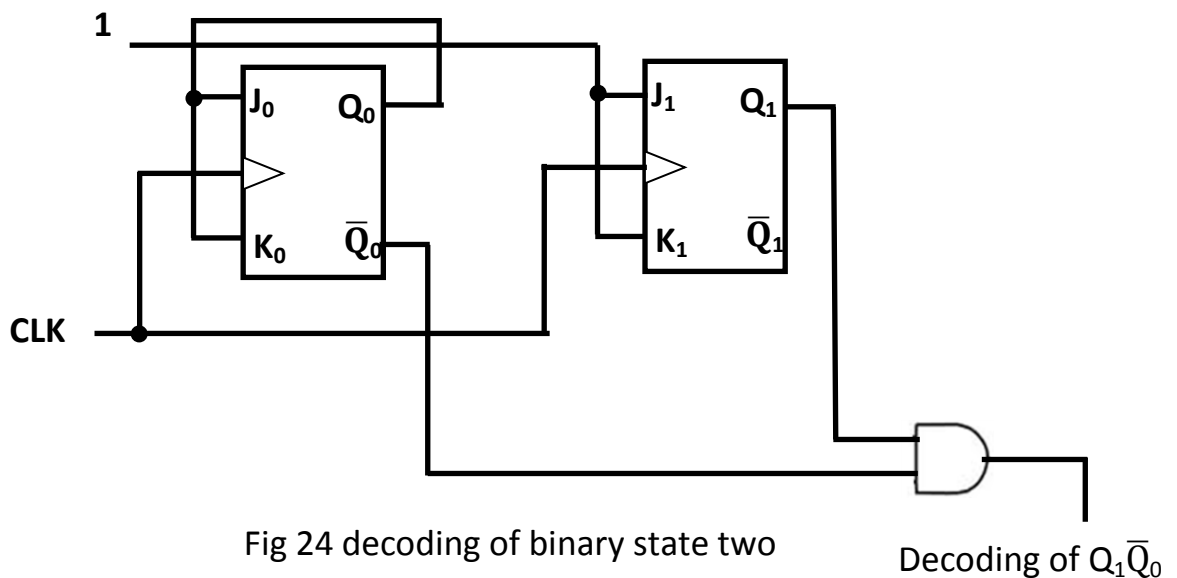 1
J₀
Q₀
J₁
Q₁
K₀
Q̅₀
K₁
Q̅₁
CLK
Fig 24 decoding of binary state two
Decoding of Q₁Q̅₀